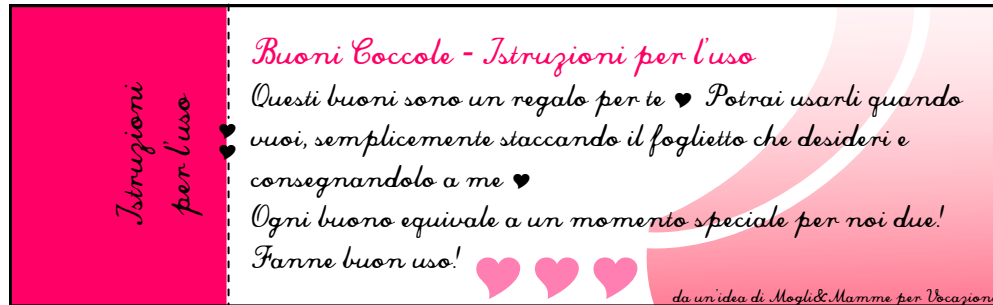 Istruzioni
per l'uso
Buoni Coccole - Istruzioni per l'uso
Questi buoni sono un regalo per te ♥ Potrai usarli quando
vuoi, semplicemente staccando il foglietto che desideri e
consegnandolo a me ♥
Ogni buono equivale a un momento speciale per noi due!
Fanne buon uso!
da un'idea di Mogli&Mamme per Vocazione